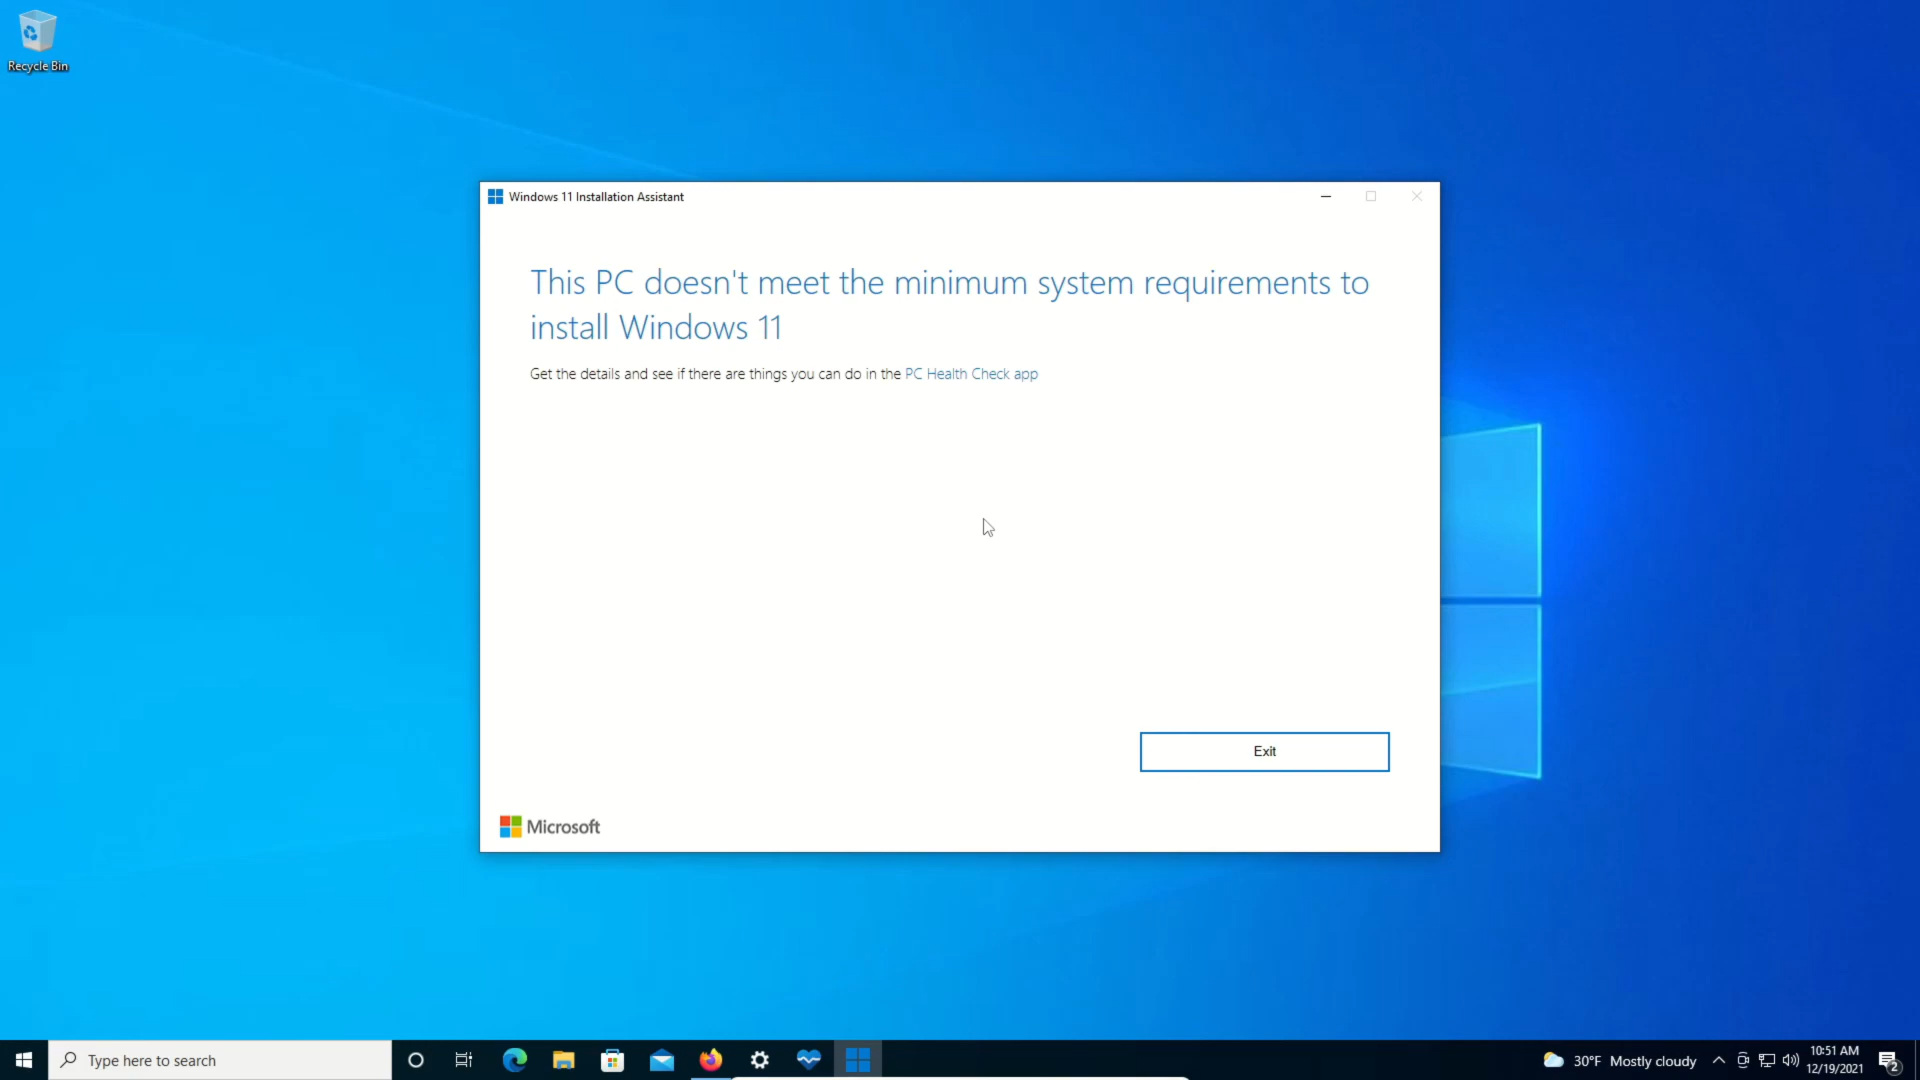 Recycle Bin
Windows 11 Installation Assistant
This PC doesn't meet the minimum system requirements to
install Windows 11
Get the details and see if there are things you can do in the PC Health Check app
Exit
Microsoft
Type here to search
30°F Mostly cloudy
10:51 AM
12/19/2021
2